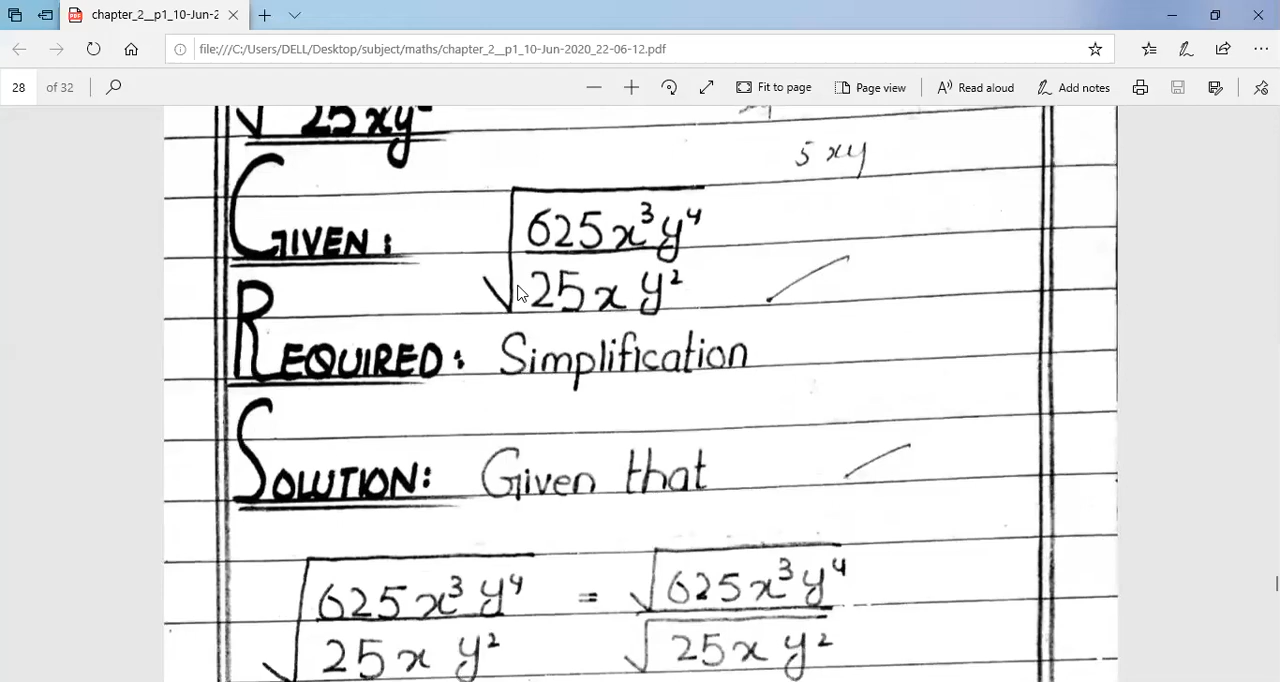 chapter_2__p1_10-Jun-2
file:///C:/Users/DELL/Desktop/subject/maths/chapter_2__p1_10-Jun-2020_22-06-12.pdf
28 of 32 Fit to page Page view Read aloud Add notes
√25xy²
5xy
GIVEN: √(625x³y⁴ / 25xy²)
REQUIRED: Simplification
SOLUTION: Given that
√(625x³y⁴ / 25xy²) = √625x³y⁴ / √25xy²